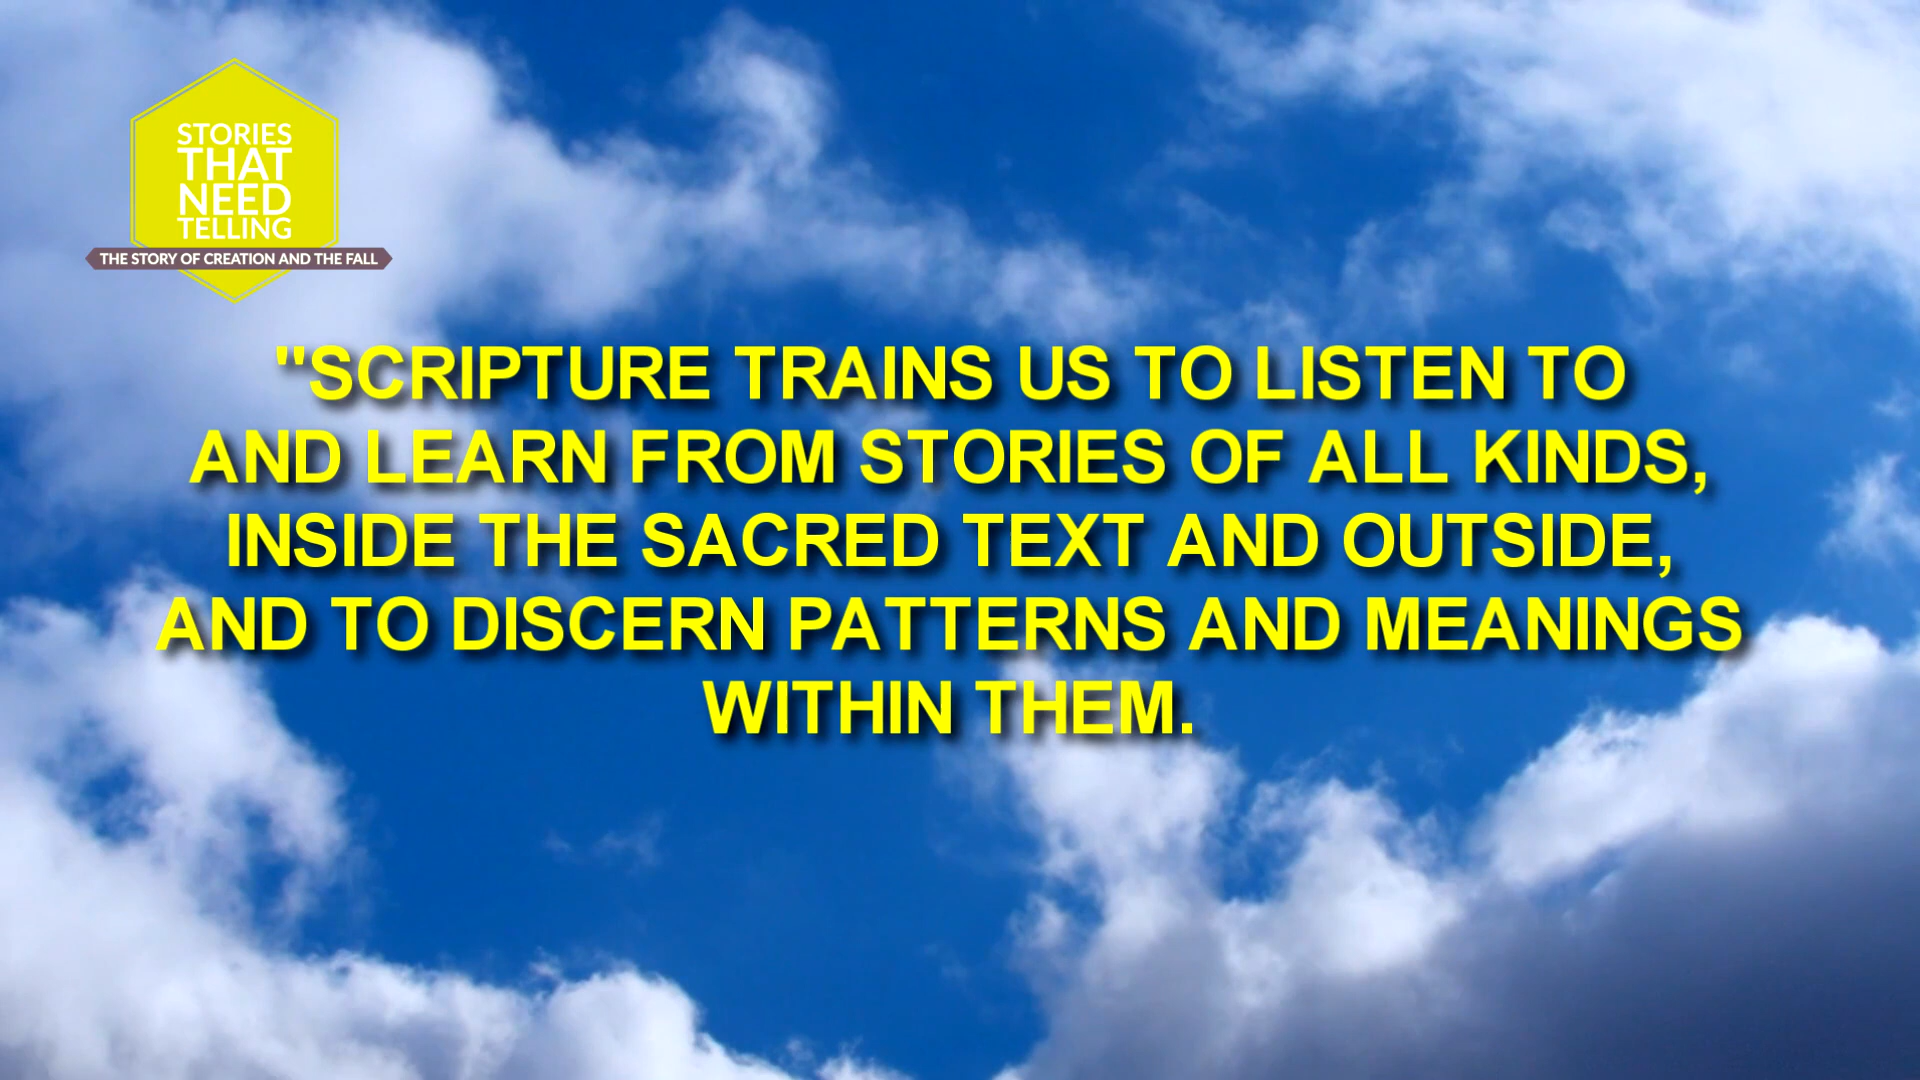 STORIES
THAT
NEED
TELLING
THE STORY OF CREATION AND THE FALL
"SCRIPTURE TRAINS US TO LISTEN TO
AND LEARN FROM STORIES OF ALL KINDS,
INSIDE THE SACRED TEXT AND OUTSIDE,
AND TO DISCERN PATTERNS AND MEANINGS
WITHIN THEM.